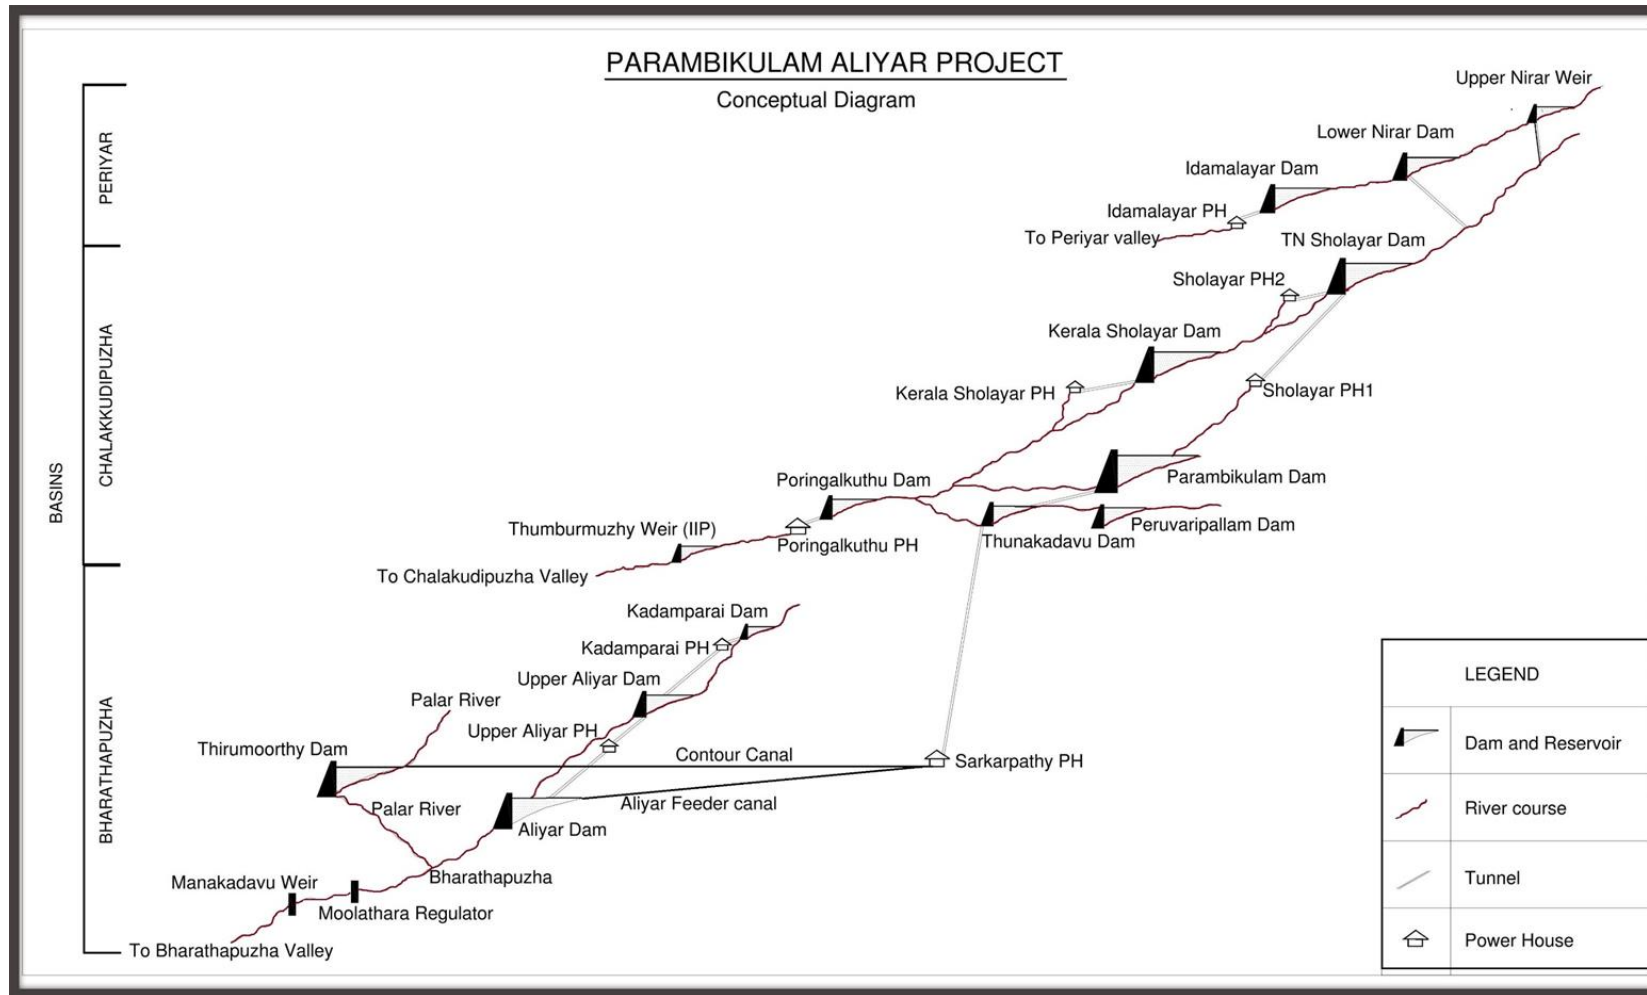 PARAMBIKULAM ALIYAR PROJECT
Conceptual Diagram
BASINS
PERIYAR
CHALAKUDIPUZHA
BHARATHAPUZHA
Upper Nirar Weir
Lower Nirar Dam
Idamalayar Dam
Idamalayar PH
To Periyar valley
TN Sholayar Dam
Sholayar PH2
Kerala Sholayar Dam
Kerala Sholayar PH
Sholayar PH1
Parambikulam Dam
Poringalkuthu Dam
Peruvaripallam Dam
Thumburmuzhy Weir (IIP)
Poringalkuthu PH
Thunakadavu Dam
To Chalakudipuzha Valley
Kadamparai Dam
Kadamparai PH
Upper Aliyar Dam
Palar River
Upper Aliyar PH
Thirumoorthy Dam
Contour Canal
Sarkarpathy PH
Palar River
Aliyar Feeder canal
Aliyar Dam
Bharathapuzha
Manakadavu Weir
Moolathara Regulator
To Bharathapuzha Valley
LEGEND
Dam and Reservoir
River course
Tunnel
Power House